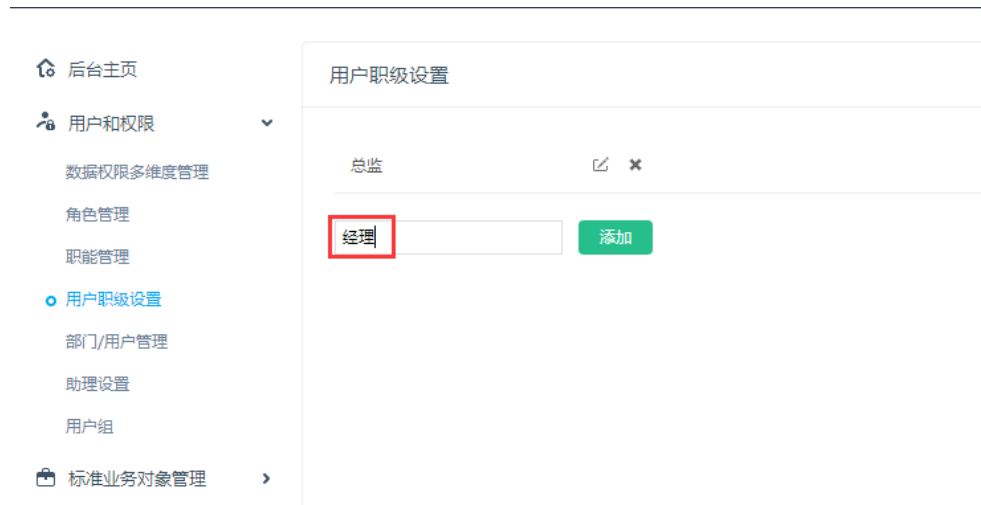 后台主页
用户和权限
数据权限多维度管理
角色管理
职能管理
用户职级设置
部门/用户管理
助理设置
用户组
标准业务对象管理
用户职级设置
总监
经理
添加